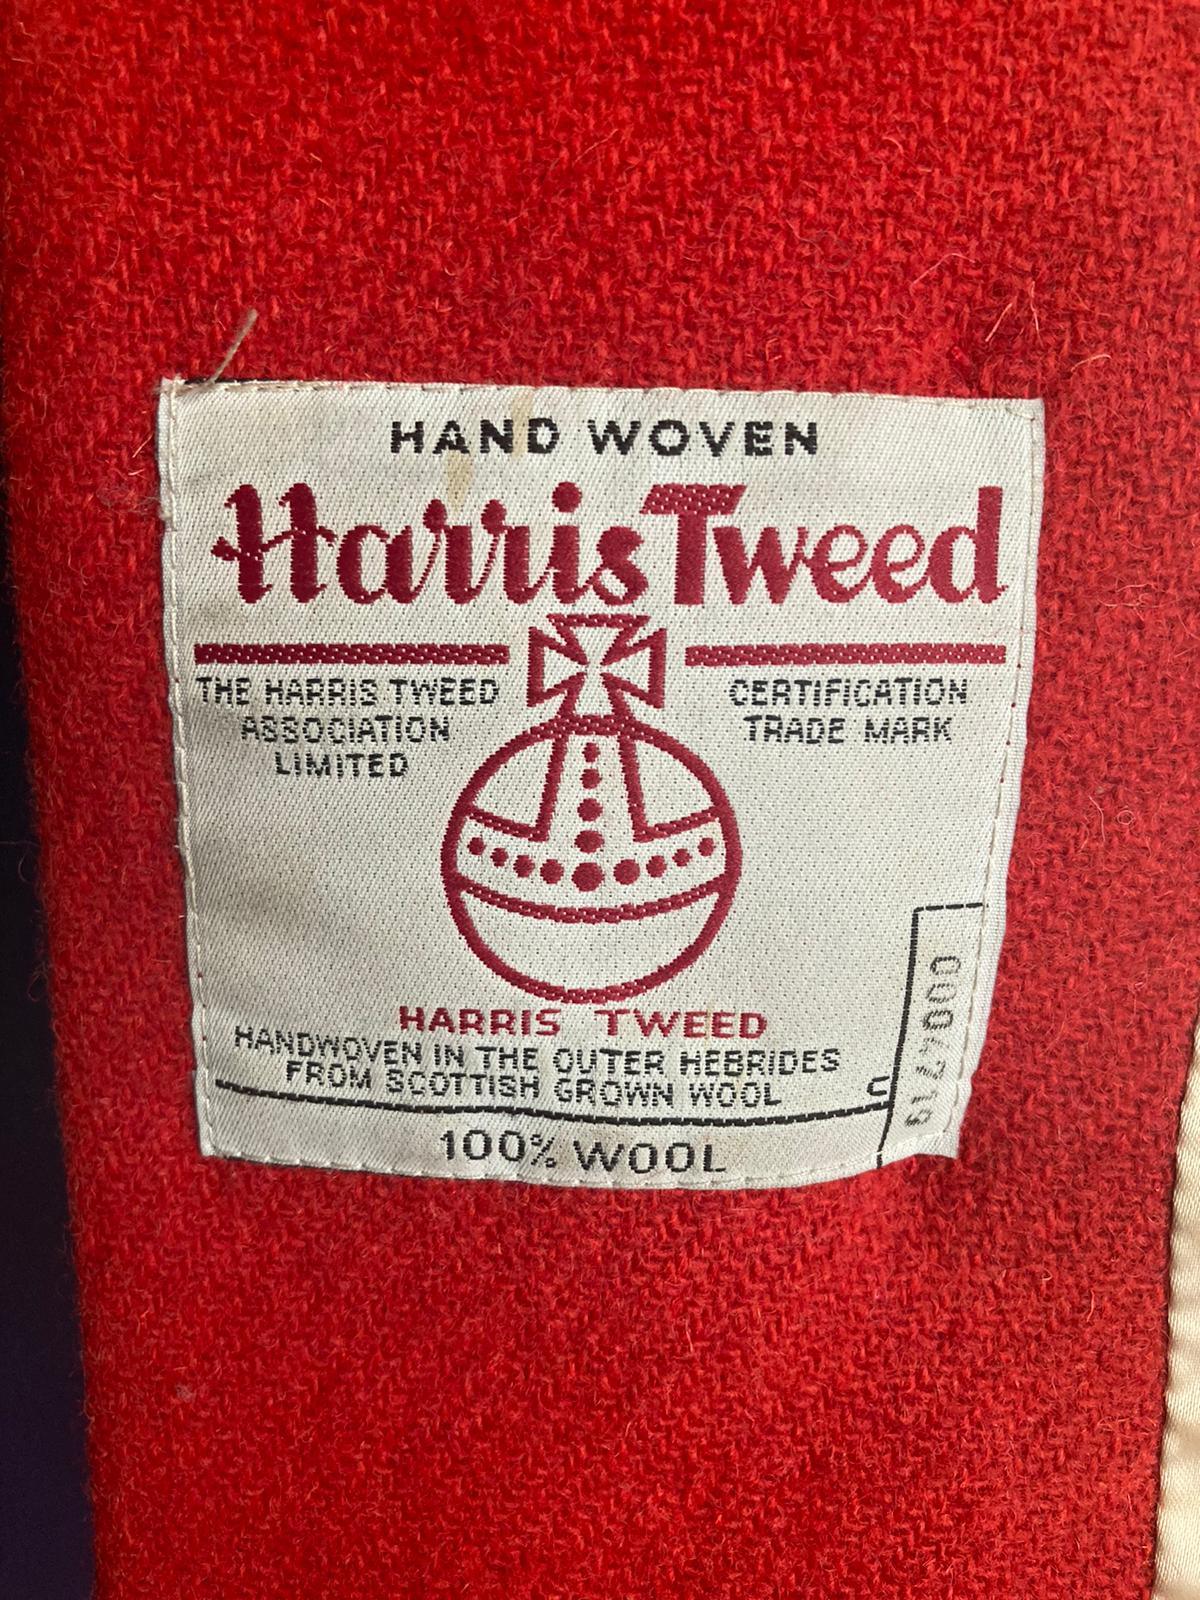 HAND WOVEN
Harris Tweed
THE HARRIS TWEED
ASSOCIATION
LIMITED
CERTIFICATION
TRADE MARK
HARRIS TWEED
HANDWOVEN IN THE OUTER HEBRIDES
FROM SCOTTISH GROWN WOOL
100% WOOL